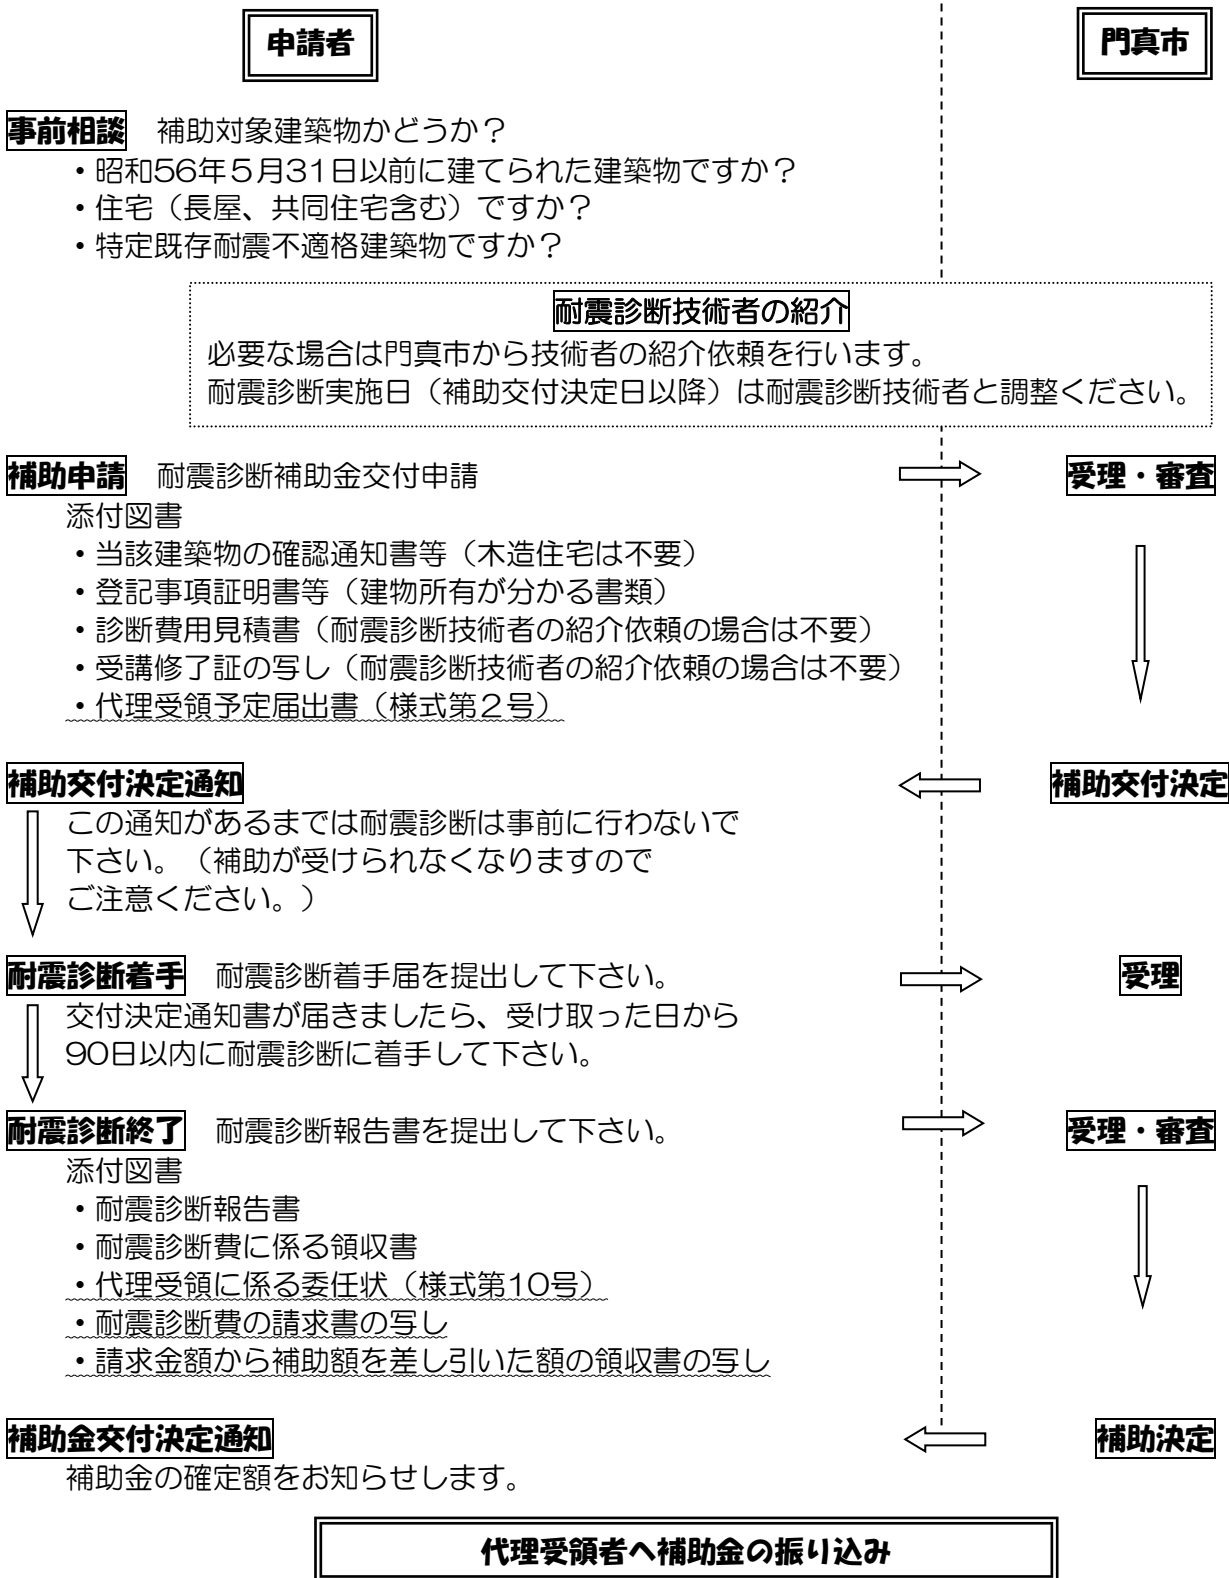 申請者
門真市
事前相談 補助対象建築物かどうか？
・昭和56年5月31日以前に建てられた建築物ですか？
・住宅（長屋、共同住宅含む）ですか？
・特定既存耐震不適格建築物ですか？
耐震診断技術者の紹介
必要な場合は門真市から技術者の紹介依頼を行います。
耐震診断実施日（補助交付決定日以降）は耐震診断技術者と調整ください。
補助申請 耐震診断補助金交付申請
受理・審査
添付図書
・当該建築物の確認通知書等（木造住宅は不要）
・登記事項証明書等（建物所有が分かる書類）
・診断費用見積書（耐震診断技術者の紹介依頼の場合は不要）
・受講修了証の写し（耐震診断技術者の紹介依頼の場合は不要）
・代理受領予定届出書（様式第２号）
補助交付決定通知
補助交付決定
この通知があるまでは耐震診断は事前に行わないで
下さい。（補助が受けられなくなりますので
ご注意ください。）
耐震診断着手 耐震診断着手届を提出して下さい。
受理
交付決定通知書が届きましたら、受け取った日から
90日以内に耐震診断に着手して下さい。
耐震診断終了 耐震診断報告書を提出して下さい。
受理・審査
添付図書
・耐震診断報告書
・耐震診断費に係る領収書
・代理受領に係る委任状（様式第10号）
・耐震診断費の請求書の写し
・請求金額から補助額を差し引いた額の領収書の写し
補助金交付決定通知
補助決定
補助金の確定額をお知らせします。
代理受領者へ補助金の振り込み